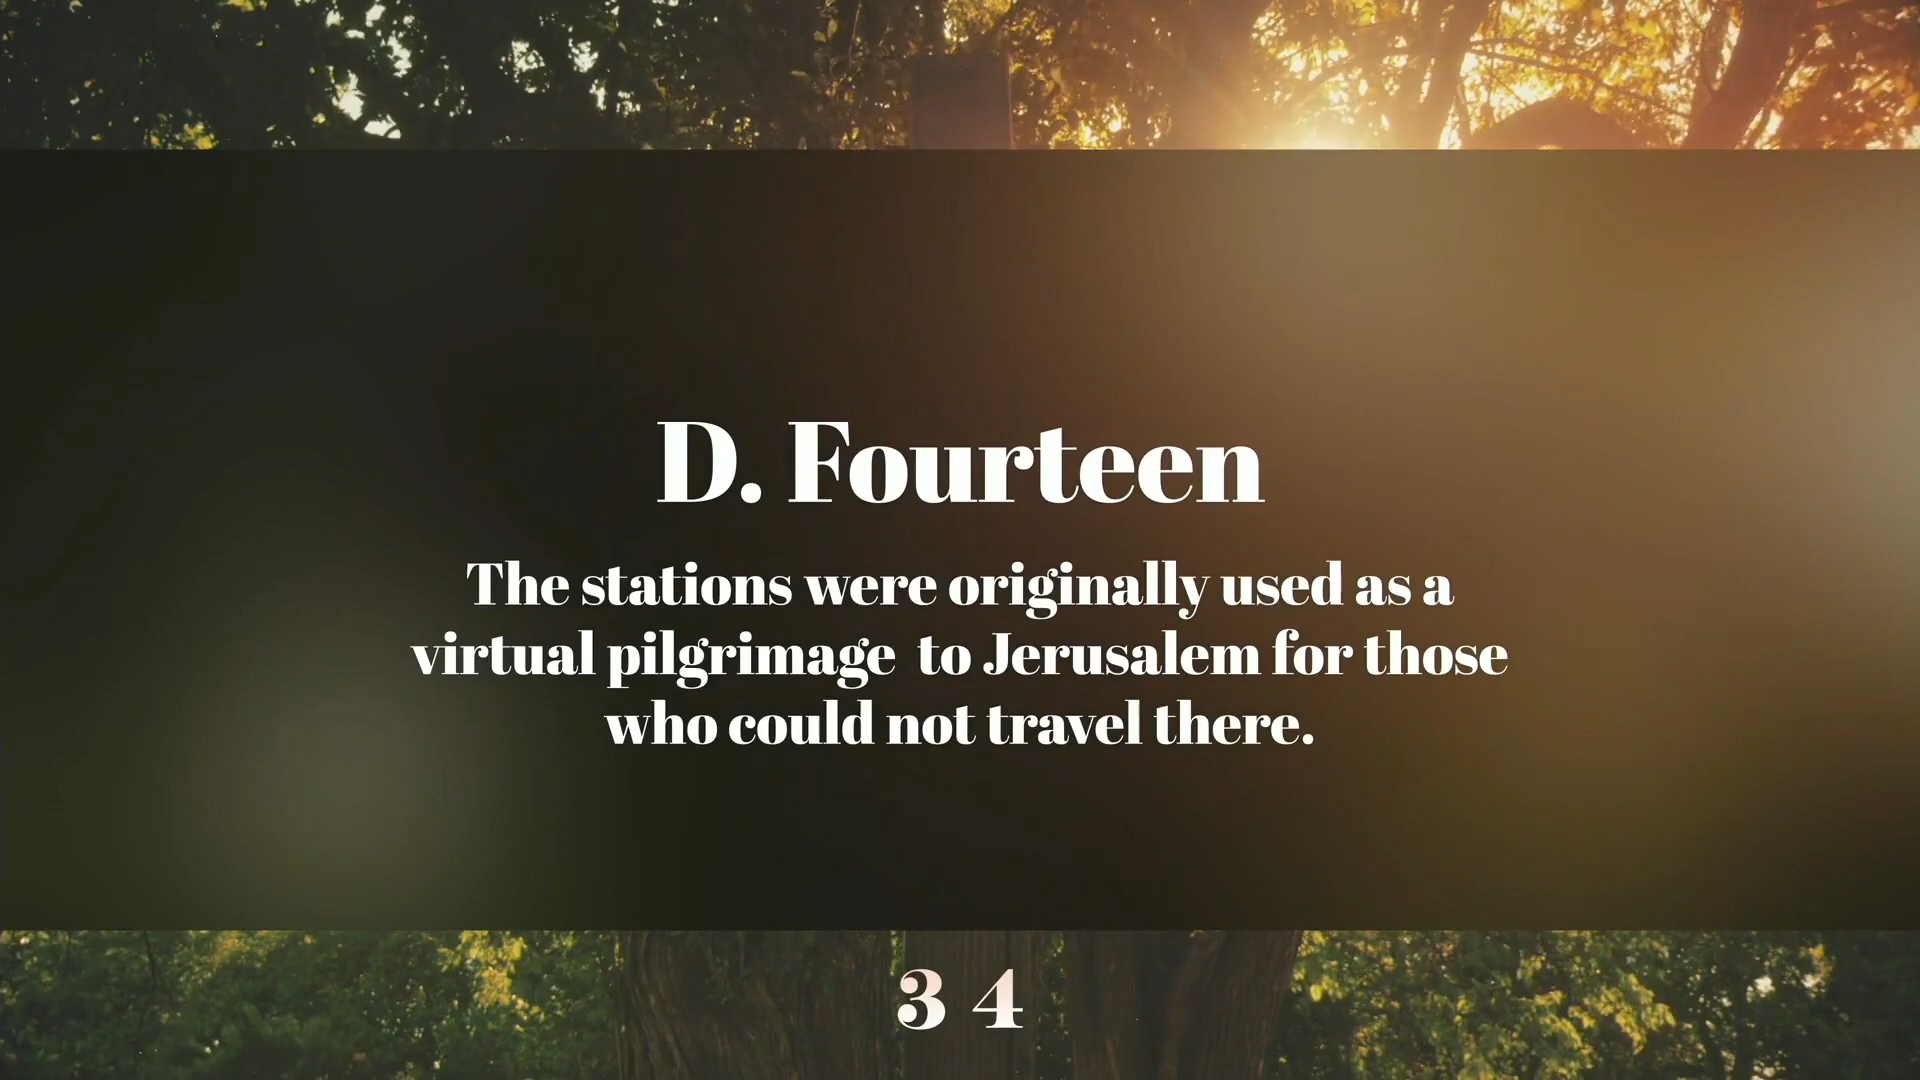 D. Fourteen
The stations were originally used as a
virtual pilgrimage to Jerusalem for those
who could not travel there.
3 4